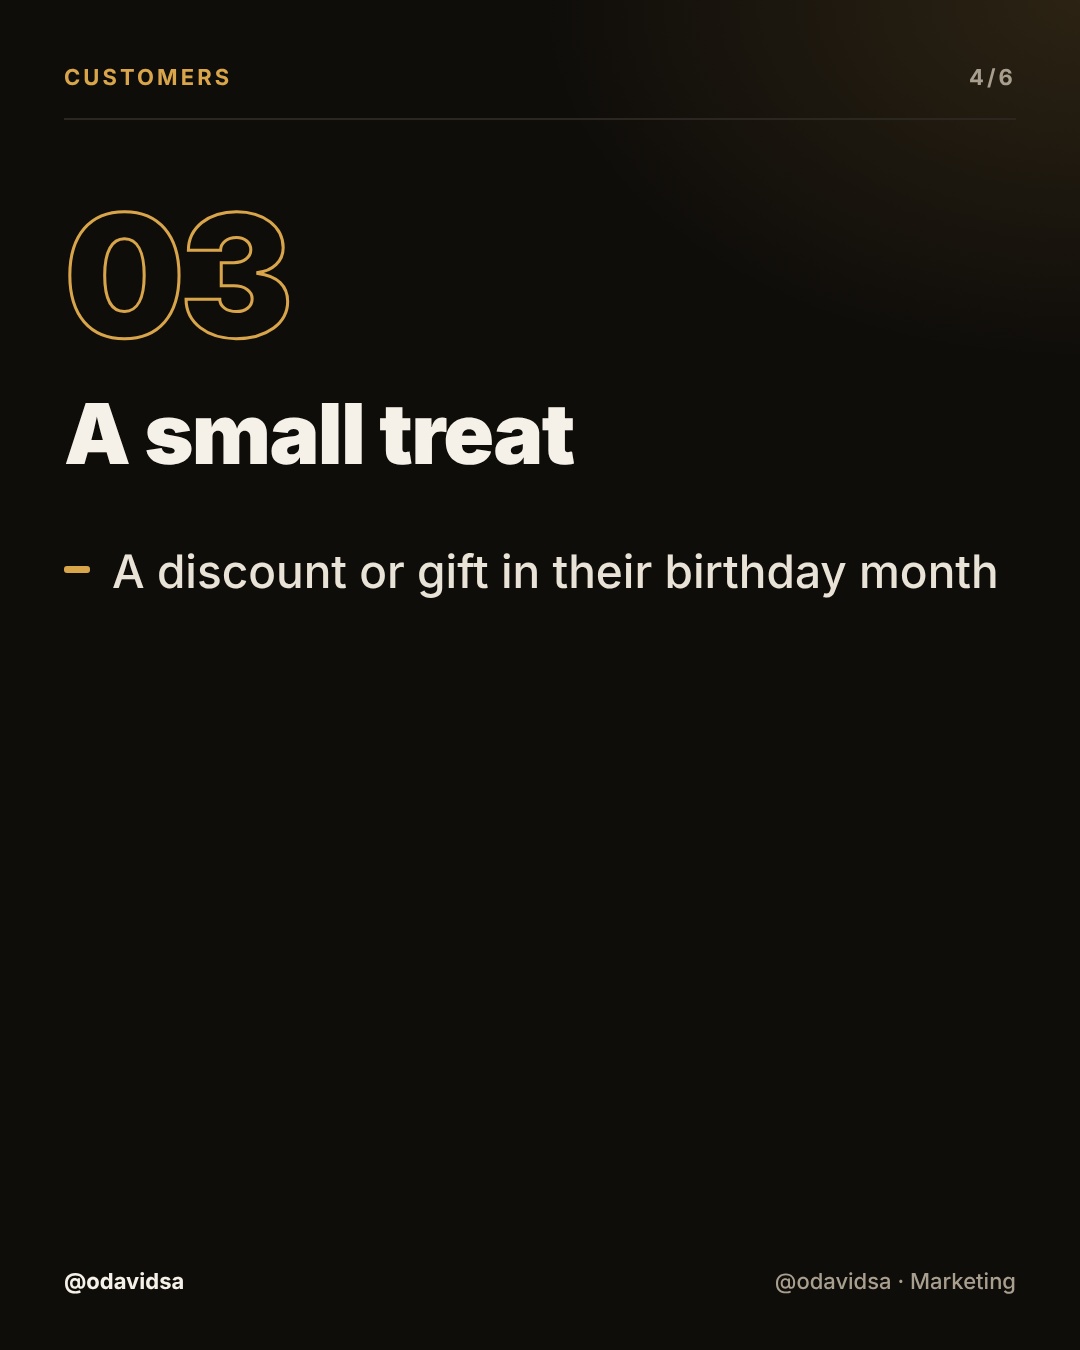 CUSTOMERS
4/6
03
A small treat
A discount or gift in their birthday month
@odavidsa
@odavidsa · Marketing